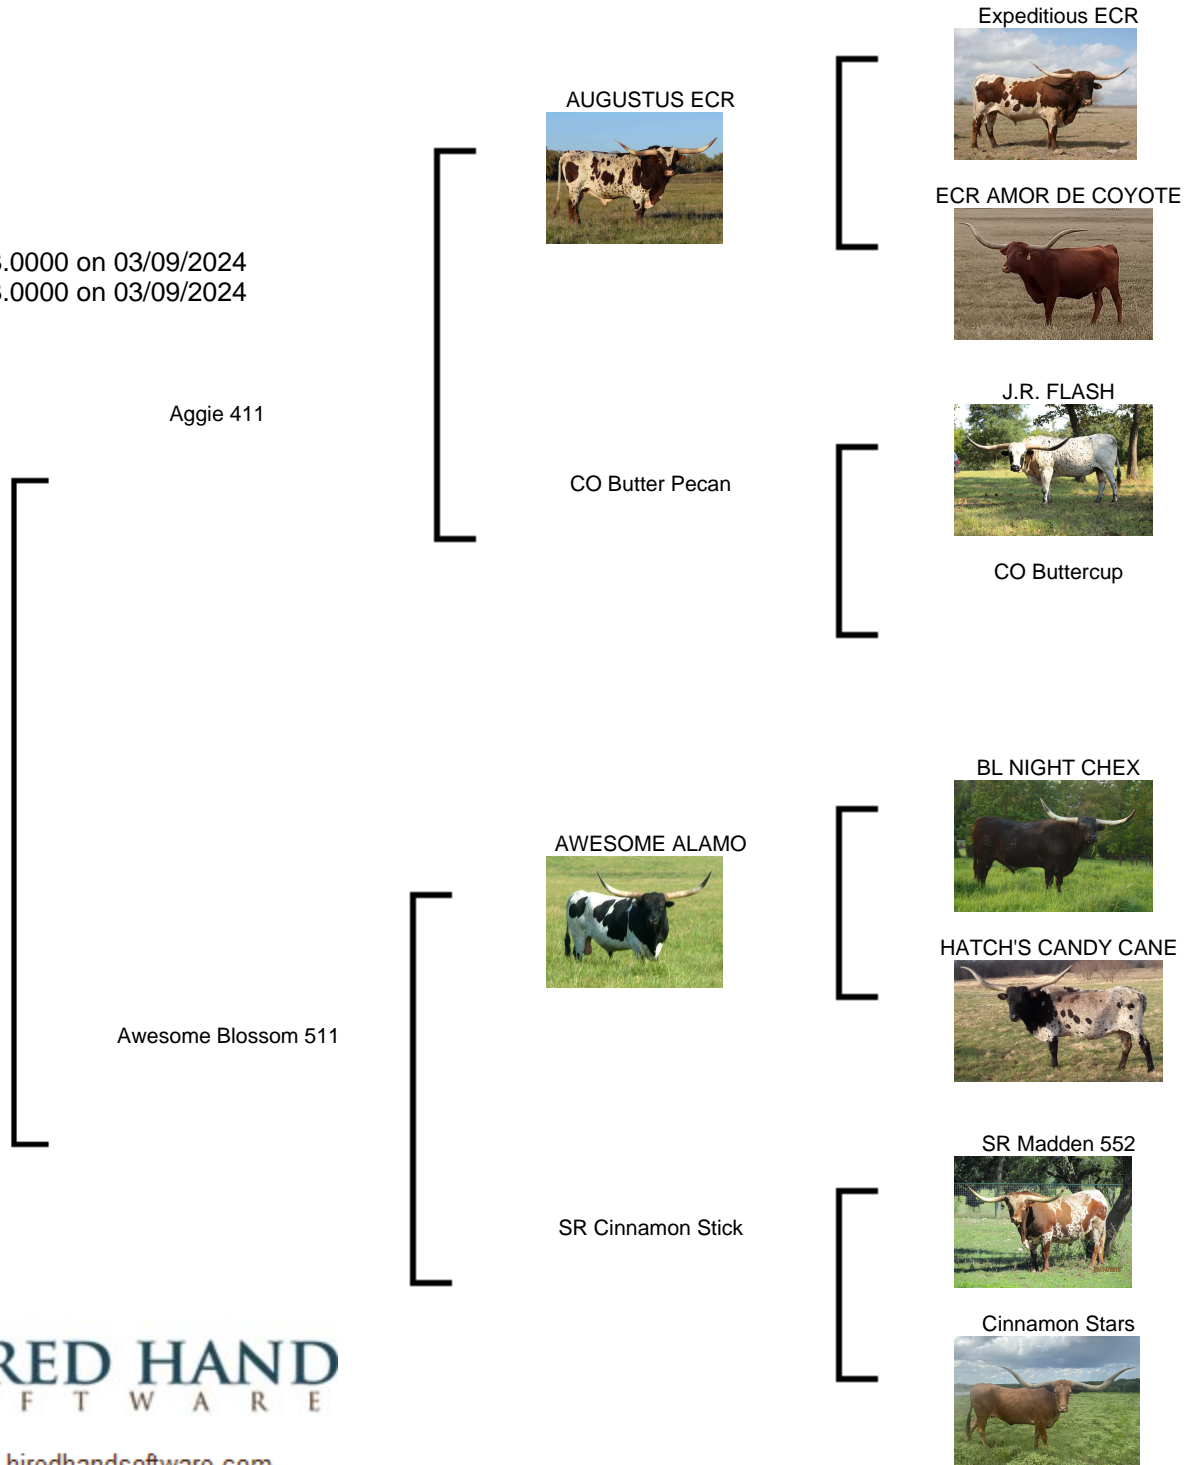 Expeditious ECR
AUGUSTUS ECR
ECR AMOR DE COYOTE
.0000 on 03/09/2024
.0000 on 03/09/2024
J.R. FLASH
Aggie 411
CO Butter Pecan
CO Buttercup
BL NIGHT CHEX
AWESOME ALAMO
HATCH'S CANDY CANE
Awesome Blossom 511
SR Madden 552
SR Cinnamon Stick
Cinnamon Stars
RED HAND
F T W A R E
hiredhandsoftware.com